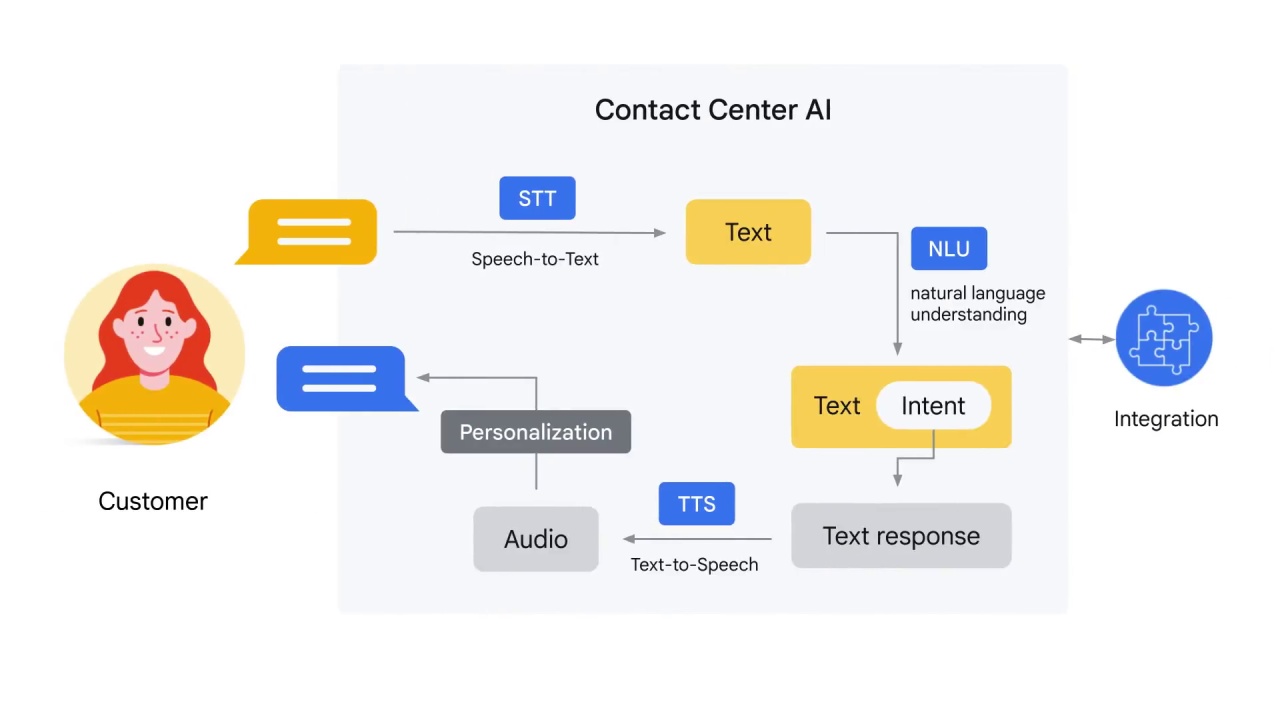 Contact Center AI
STT
Speech-to-Text
Text
NLU
natural language
understanding
Text Intent
Integration
Personalization
Customer
TTS
Text-to-Speech
Audio
Text response